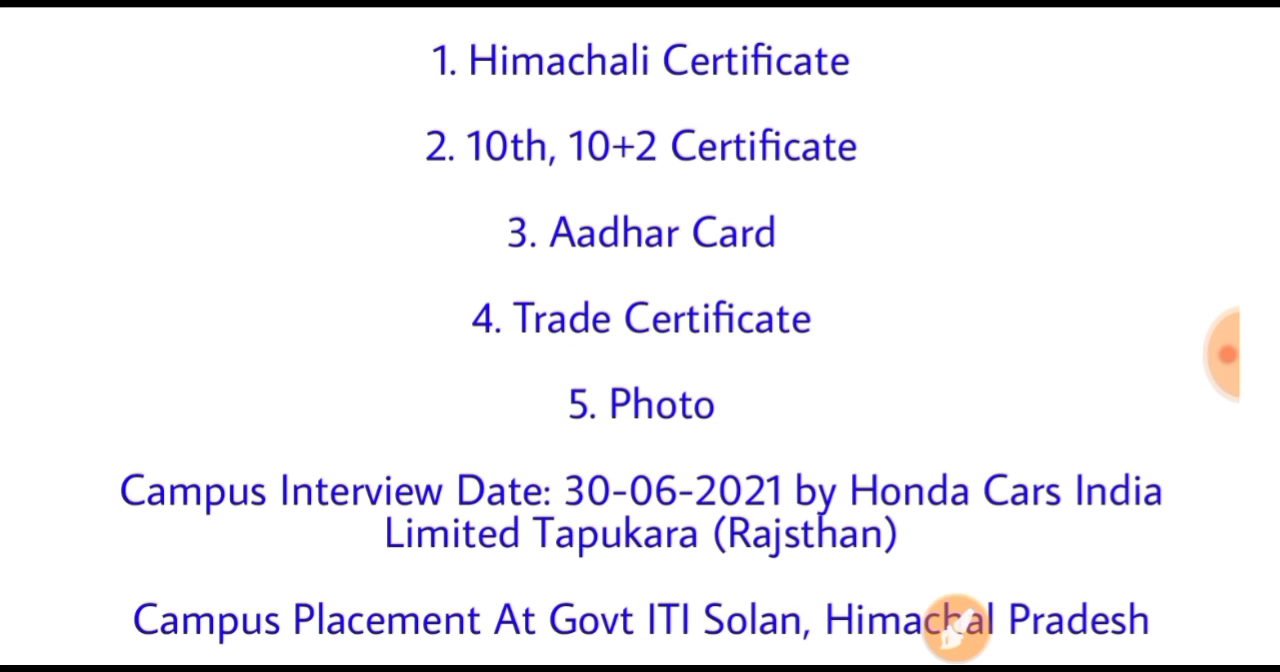 1. Himachali Certificate
2. 10th, 10+2 Certificate
3. Aadhar Card
4. Trade Certificate
5. Photo
Campus Interview Date: 30-06-2021 by Honda Cars India
Limited Tapukara (Rajsthan)
Campus Placement At Govt ITI Solan, Himachal Pradesh